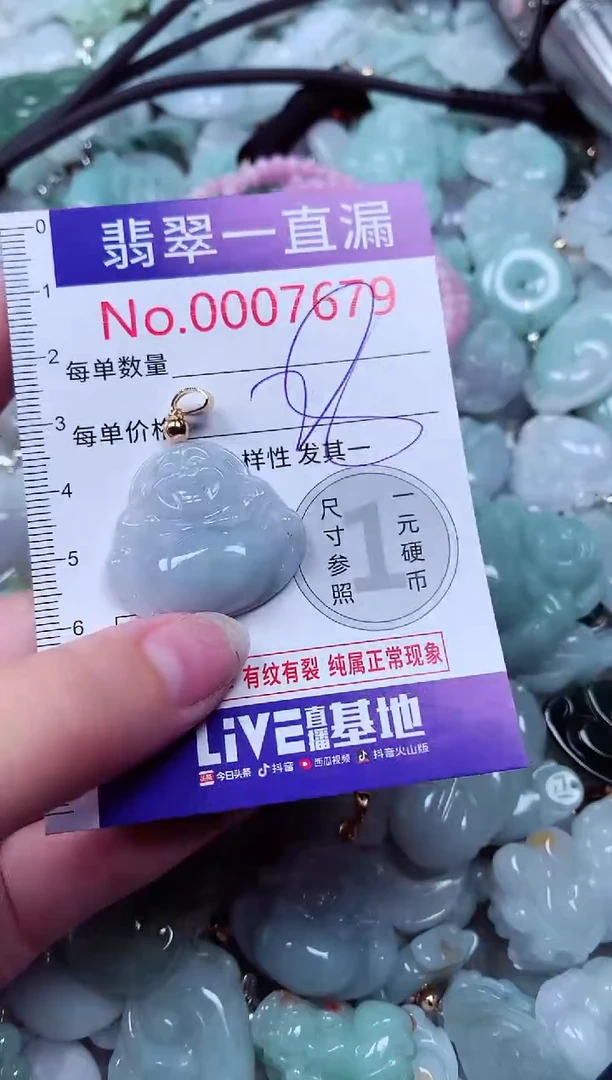 翡翠一直漏
No.0007679
每单数量
每单价格
样性 发其一
尺寸参照
一元硬币
1
有纹有裂 纯属正常现象
LiVE直播基地
今日头条 抖音 西瓜视频 抖音火山版
0
1
2
3
4
5
6